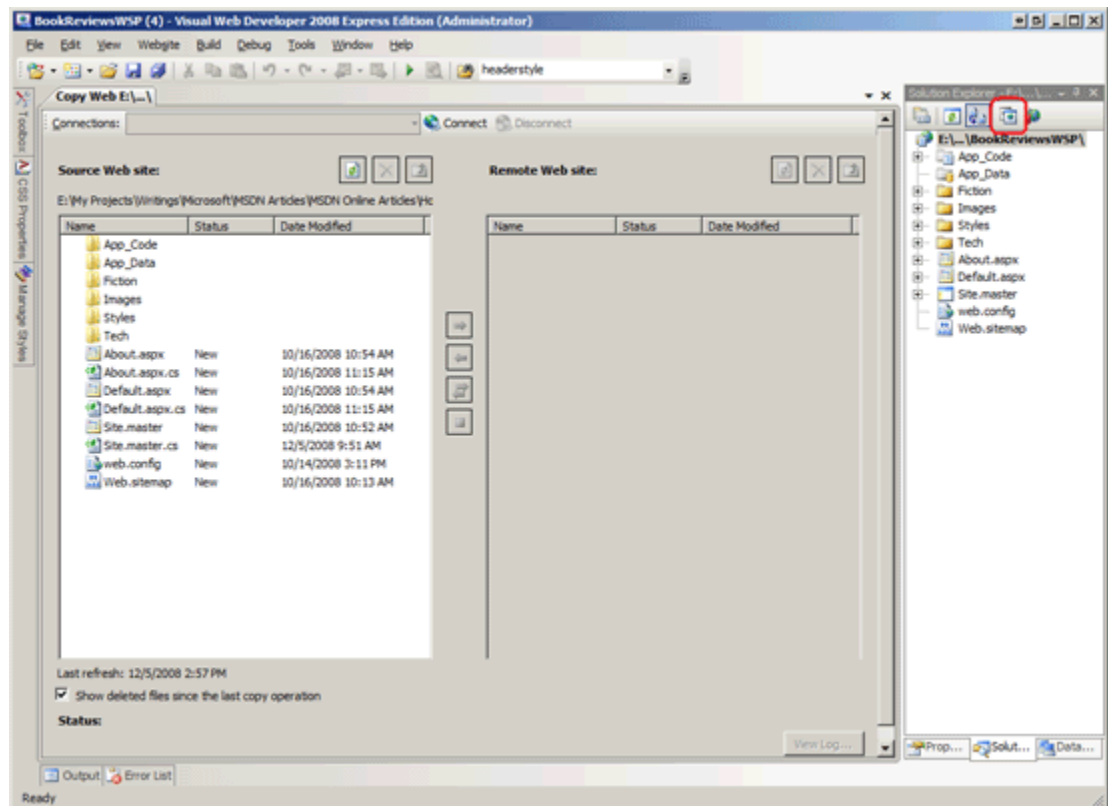 BookReviewsWSP (4) - Visual Web Developer 2008 Express Edition (Administrator)
File Edit View Website Build Debug Tools Window Help
headerstyle
Copy Web E:\...\
Solution Explorer - E:\...\...
Toolbox
CSS Properties
Manage Styles
Connections: Connect Disconnect
Source Web site:
Remote Web site:
E:\My Projects\Writings\Microsoft\MSDN Articles\MSDN Online Articles\Hc
Name Status Date Modified
App_Code
App_Data
Fiction
Images
Styles
Tech
About.aspx New 10/16/2008 10:54 AM
About.aspx.cs New 10/16/2008 11:15 AM
Default.aspx New 10/16/2008 10:54 AM
Default.aspx.cs New 10/16/2008 11:15 AM
Site.master New 10/16/2008 10:52 AM
Site.master.cs New 12/5/2008 9:51 AM
web.config New 10/14/2008 3:11 PM
Web.sitemap New 10/16/2008 10:13 AM
Name Status Date Modified
E:\...\BookReviewsWSP\
App_Code
App_Data
Fiction
Images
Styles
Tech
About.aspx
Default.aspx
Site.master
web.config
Web.sitemap
Last refresh: 12/5/2008 2:57 PM
Show deleted files since the last copy operation
Status:
View Log...
Prop... Solut... Data...
Output Error List
Ready